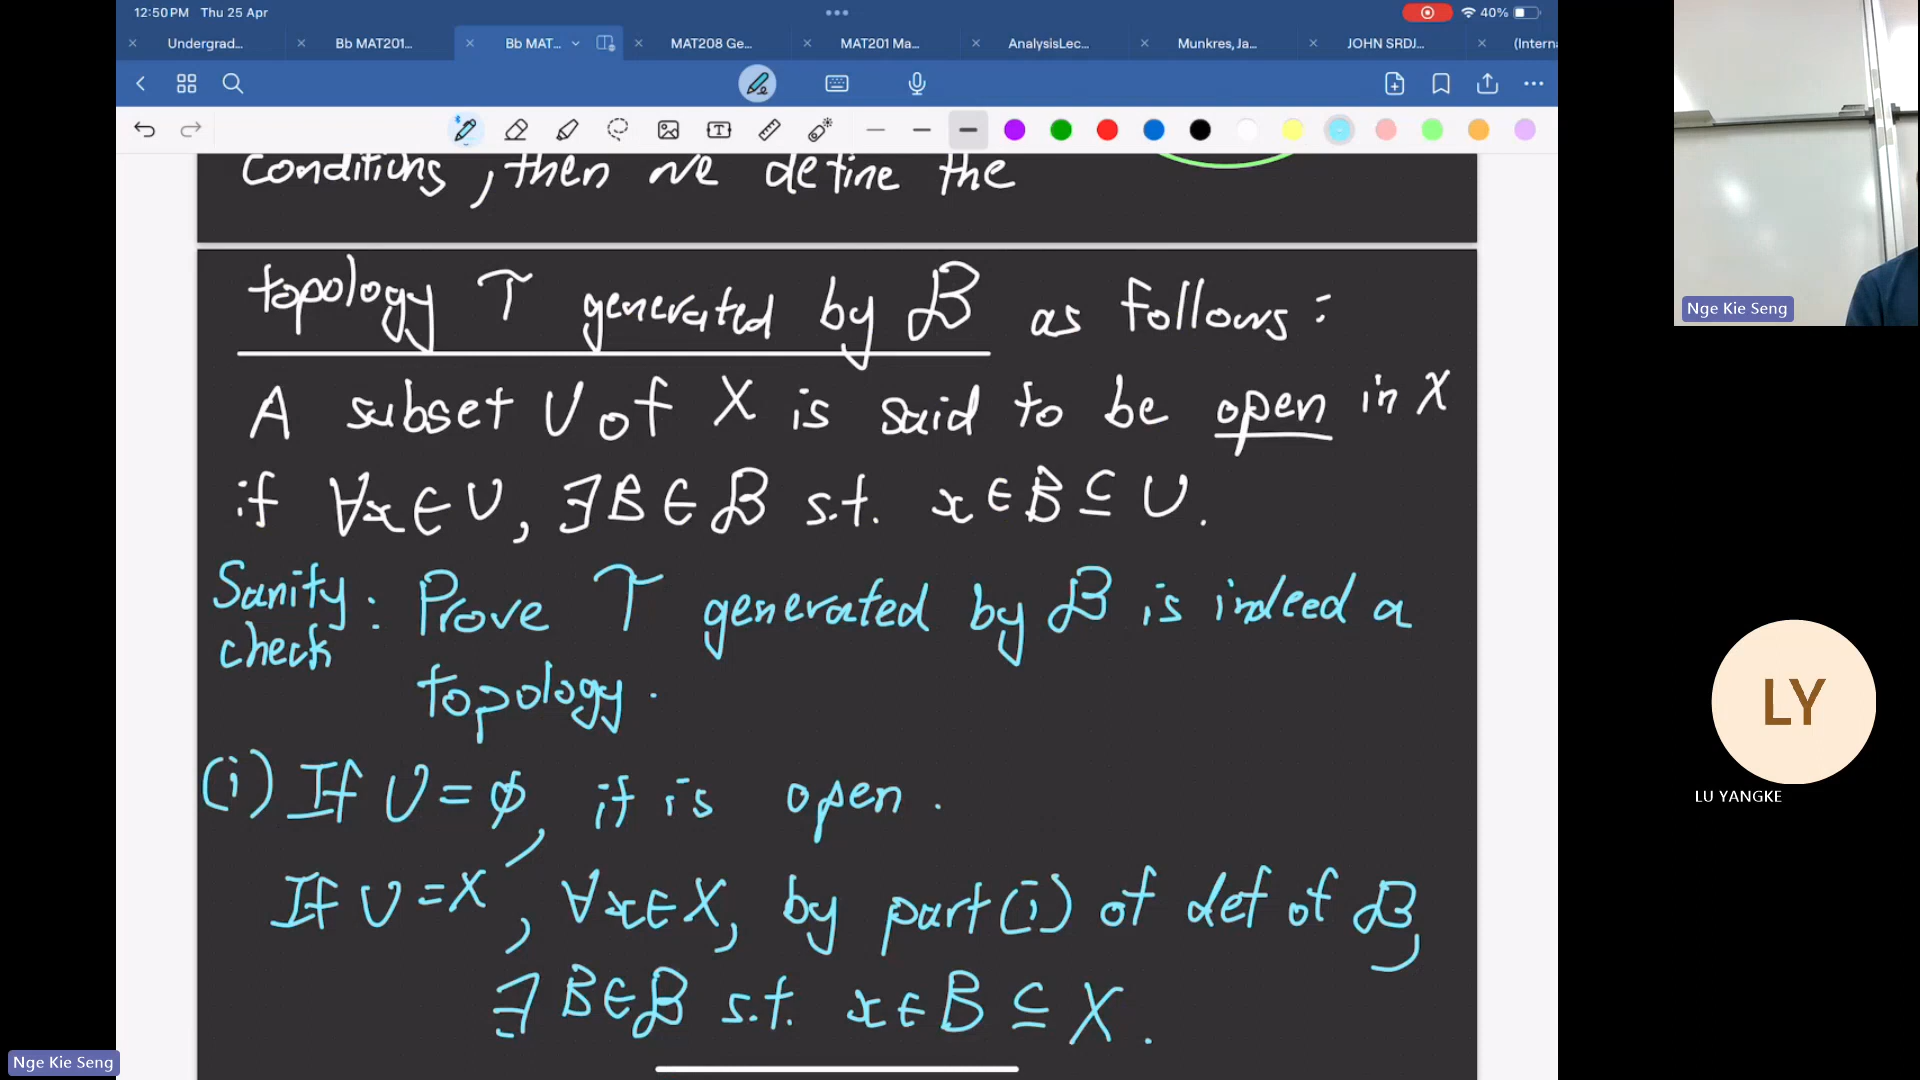 12:50 PM Thu 25 Apr
40%
Undergrad...
Bb MAT201...
Bb MAT...
MAT208 Ge...
MAT201 Ma...
AnalysisLec...
Munkres, Ja...
JOHN SRDJ...
(Intern
conditions, then we define the
topology T generated by B as follows:
A subset U of X is said to be open in X
if ∀x∈U, ∃B∈B s.t. x∈B⊆U.
Sanity check: Prove T generated by B is indeed a
topology.
(i) If U = ∅, it is open.
If U = X, ∀x∈X, by part (i) of def of B,
∃B∈B s.t. x∈B⊆X.
Nge Kie Seng
LY
LU YANGKE
Nge Kie Seng